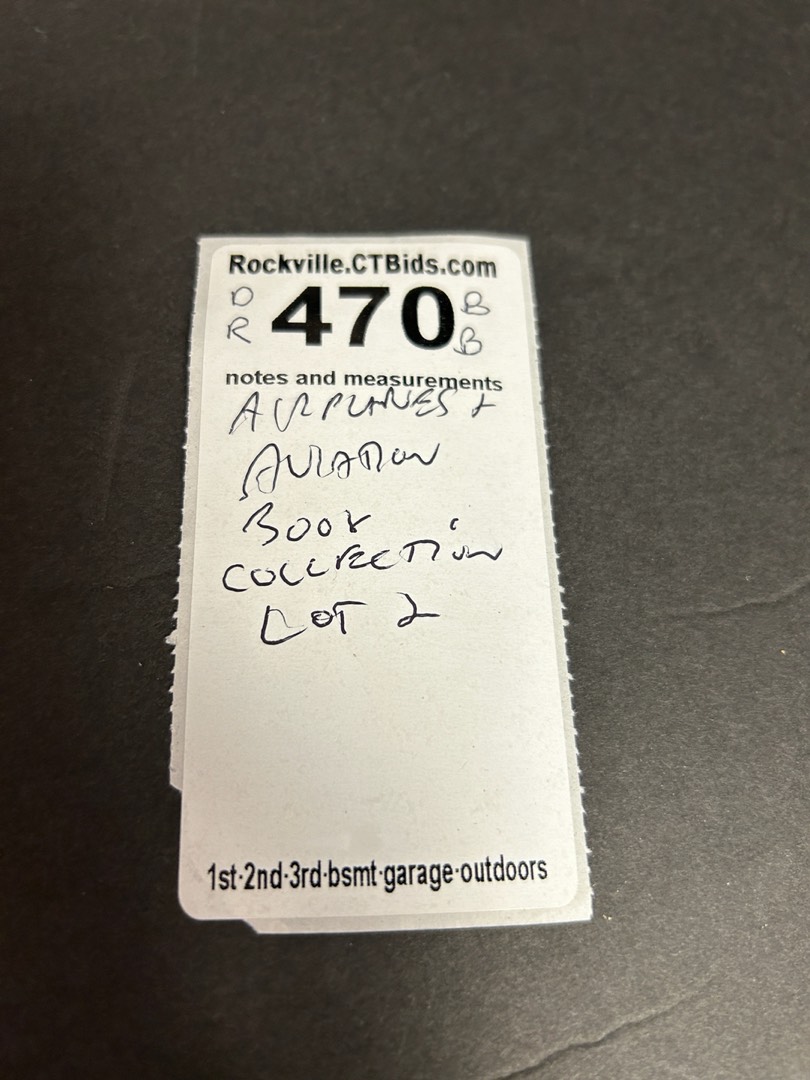 Rockville.CTBids.com
D 470 B
R B
notes and measurements
AIRPLANES &
AVIATION
BOOK
COLLECTION
LOT 2
1st·2nd·3rd·bsmt·garage·outdoors